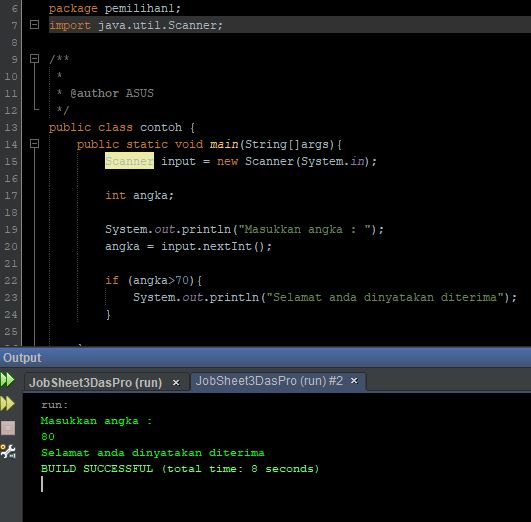 6 package pemilihan1;
7 import java.util.Scanner;
8
9 /**
10 *
11 * @author ASUS
12 */
13 public class contoh {
14 public static void main(String[]args){
15 Scanner input = new Scanner(System.in);
16
17 int angka;
18
19 System.out.println("Masukkan angka : ");
20 angka = input.nextInt();
21
22 if (angka>70){
23 System.out.println("Selamat anda dinyatakan diterima");
24 }
25
26 }
Output
JobSheet3DasPro (run) × JobSheet3DasPro (run) #2 ×
run:
Masukkan angka :
80
Selamat anda dinyatakan diterima
BUILD SUCCESSFUL (total time: 8 seconds)